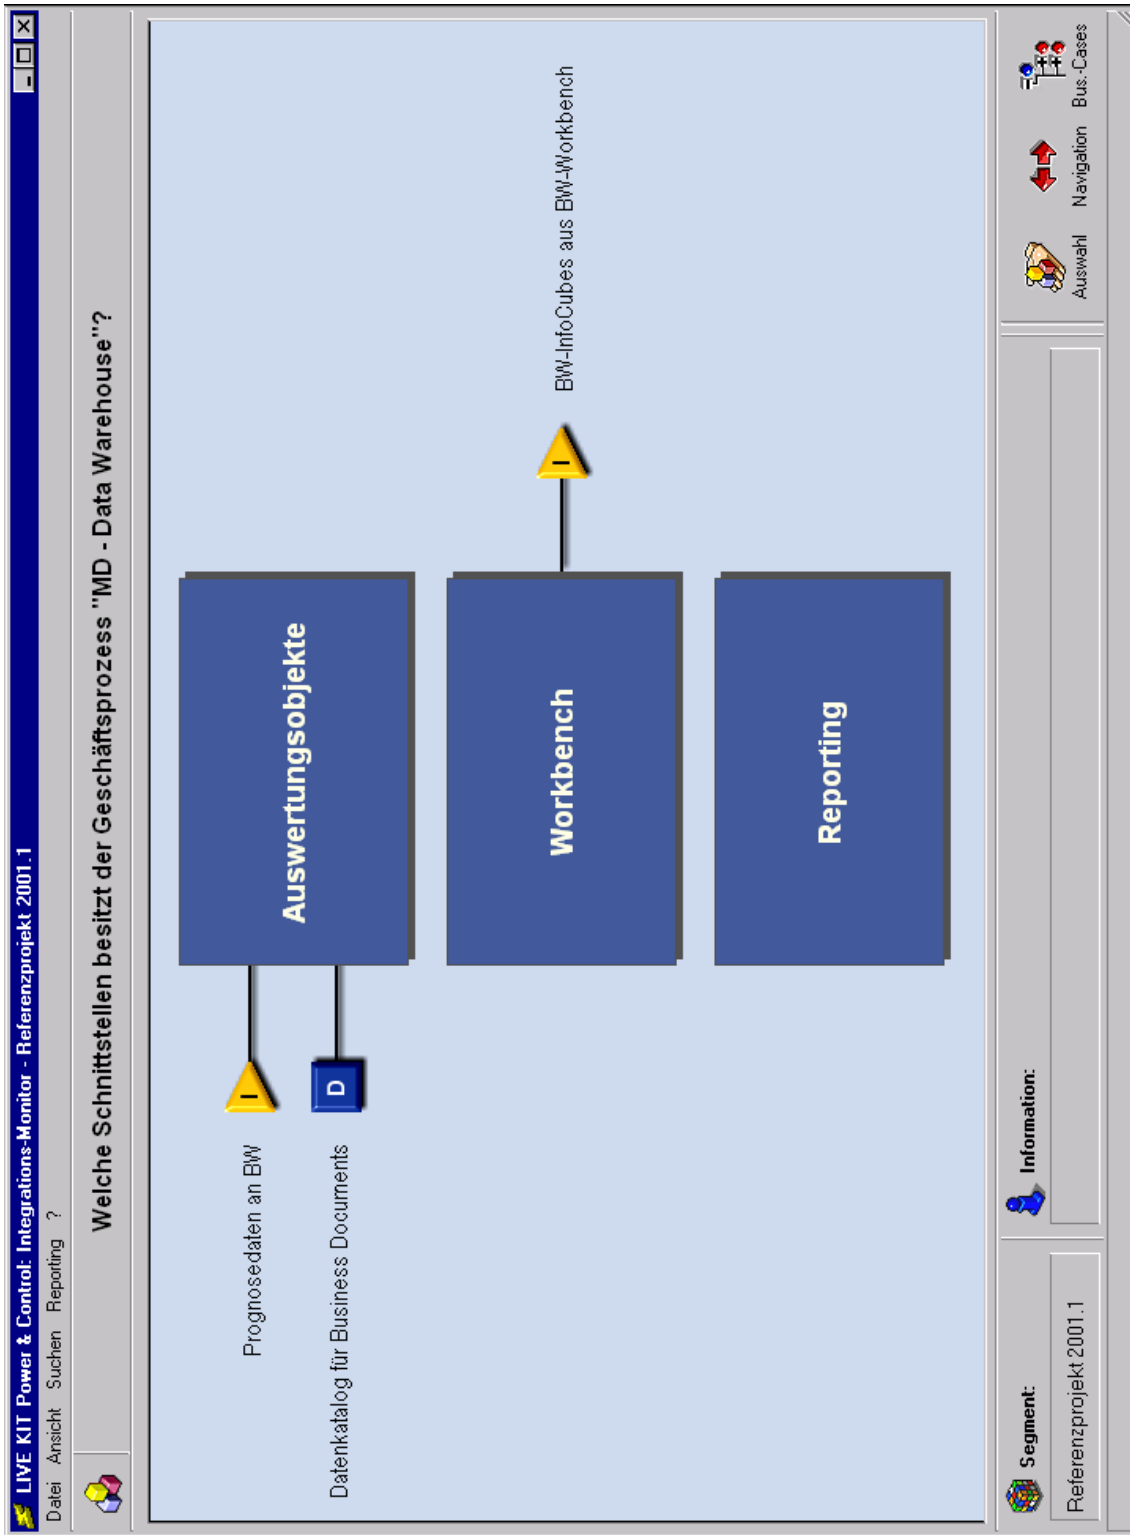 LIVE KIT Power & Control: Integrations-Monitor - Referenzprojekt 2001.1
Datei Ansicht Suchen Reporting ?
Welche Schnittstellen besitzt der Geschäftsprozess "MD - Data Warehouse"?
Prognosedaten an BW
I
Auswertungsobjekte
Datenkatalog für Business Documents
D
Workbench
I
BW-InfoCubes aus BW-Workbench
Reporting
Segment:
Referenzprojekt 2001.1
Information:
Auswahl
Navigation
Bus.-Cases